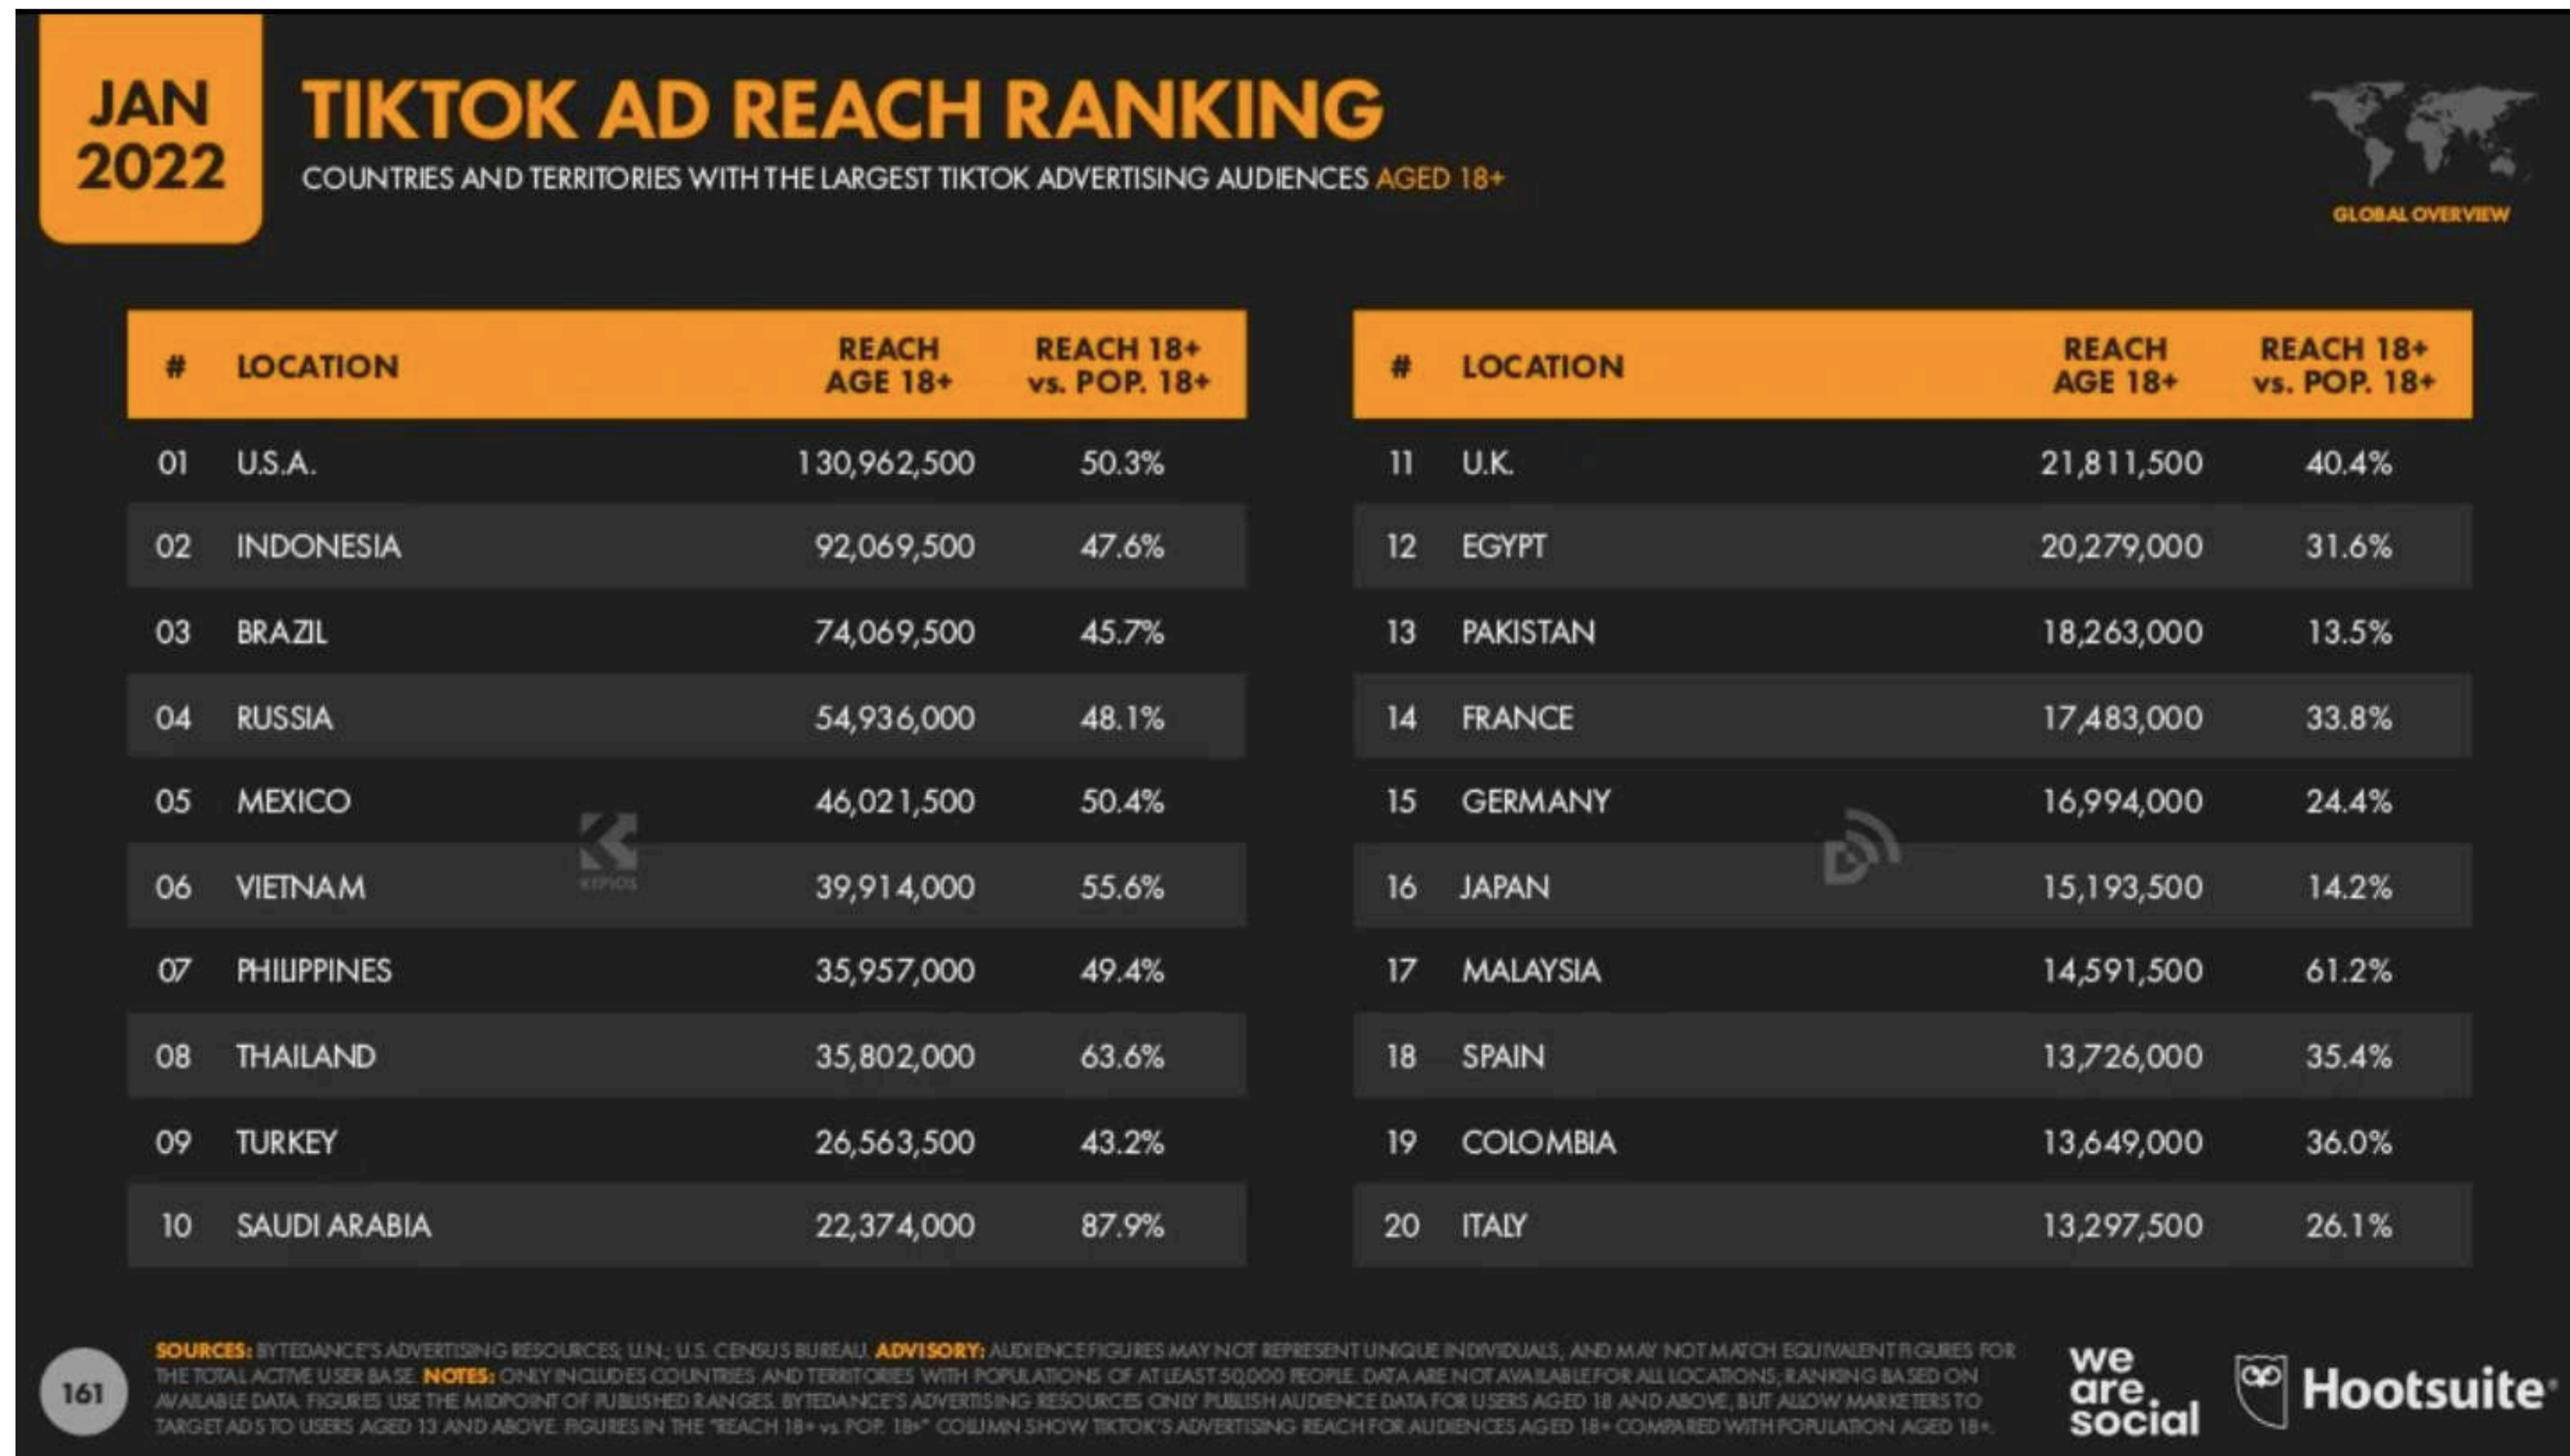 JAN
2022
TIKTOK AD REACH RANKING
COUNTRIES AND TERRITORIES WITH THE LARGEST TIKTOK ADVERTISING AUDIENCES AGED 18+
GLOBAL OVERVIEW
# LOCATION REACH AGE 18+ REACH 18+ vs. POP. 18+
01 U.S.A. 130,962,500 50.3%
02 INDONESIA 92,069,500 47.6%
03 BRAZIL 74,069,500 45.7%
04 RUSSIA 54,936,000 48.1%
05 MEXICO 46,021,500 50.4%
06 VIETNAM 39,914,000 55.6%
07 PHILIPPINES 35,957,000 49.4%
08 THAILAND 35,802,000 63.6%
09 TURKEY 26,563,500 43.2%
10 SAUDI ARABIA 22,374,000 87.9%
KEPIOS
# LOCATION REACH AGE 18+ REACH 18+ vs. POP. 18+
11 U.K. 21,811,500 40.4%
12 EGYPT 20,279,000 31.6%
13 PAKISTAN 18,263,000 13.5%
14 FRANCE 17,483,000 33.8%
15 GERMANY 16,994,000 24.4%
16 JAPAN 15,193,500 14.2%
17 MALAYSIA 14,591,500 61.2%
18 SPAIN 13,726,000 35.4%
19 COLOMBIA 13,649,000 36.0%
20 ITALY 13,297,500 26.1%
161
SOURCES: BYTEDANCE'S ADVERTISING RESOURCES; U.N.; U.S. CENSUS BUREAU. ADVISORY: AUDIENCE FIGURES MAY NOT REPRESENT UNIQUE INDIVIDUALS, AND MAY NOT MATCH EQUIVALENT FIGURES FOR
THE TOTAL ACTIVE USER BASE. NOTES: ONLY INCLUDES COUNTRIES AND TERRITORIES WITH POPULATIONS OF AT LEAST 50,000 PEOPLE. DATA ARE NOT AVAILABLE FOR ALL LOCATIONS; RANKING BASED ON
AVAILABLE DATA. FIGURES USE THE MIDPOINT OF PUBLISHED RANGES. BYTEDANCE'S ADVERTISING RESOURCES ONLY PUBLISH AUDIENCE DATA FOR USERS AGED 18 AND ABOVE, BUT ALLOW MARKETERS TO
TARGET ADS TO USERS AGED 13 AND ABOVE. FIGURES IN THE "REACH 18+ vs. POP. 18+" COLUMN SHOW TIKTOK'S ADVERTISING REACH FOR AUDIENCES AGED 18+ COMPARED WITH POPULATION AGED 18+.
we
are
social
Hootsuite